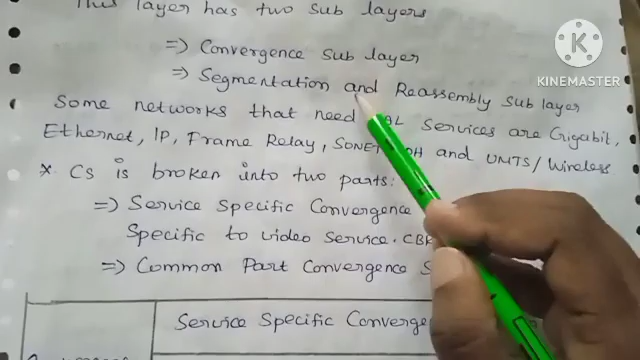 This layer has two sub layers
=> Convergence sub layer
=> Segmentation and Reassembly sub layer
Some networks that need AL services are Gigabit,
Ethernet, IP, Frame Relay, SONET DH and UMTS/Wireless
* CS is broken into two parts:
=> Service Specific Convergence
Specific to video service. CBR
=> Common Part Convergence S
Service Specific Converge
KINEMASTER